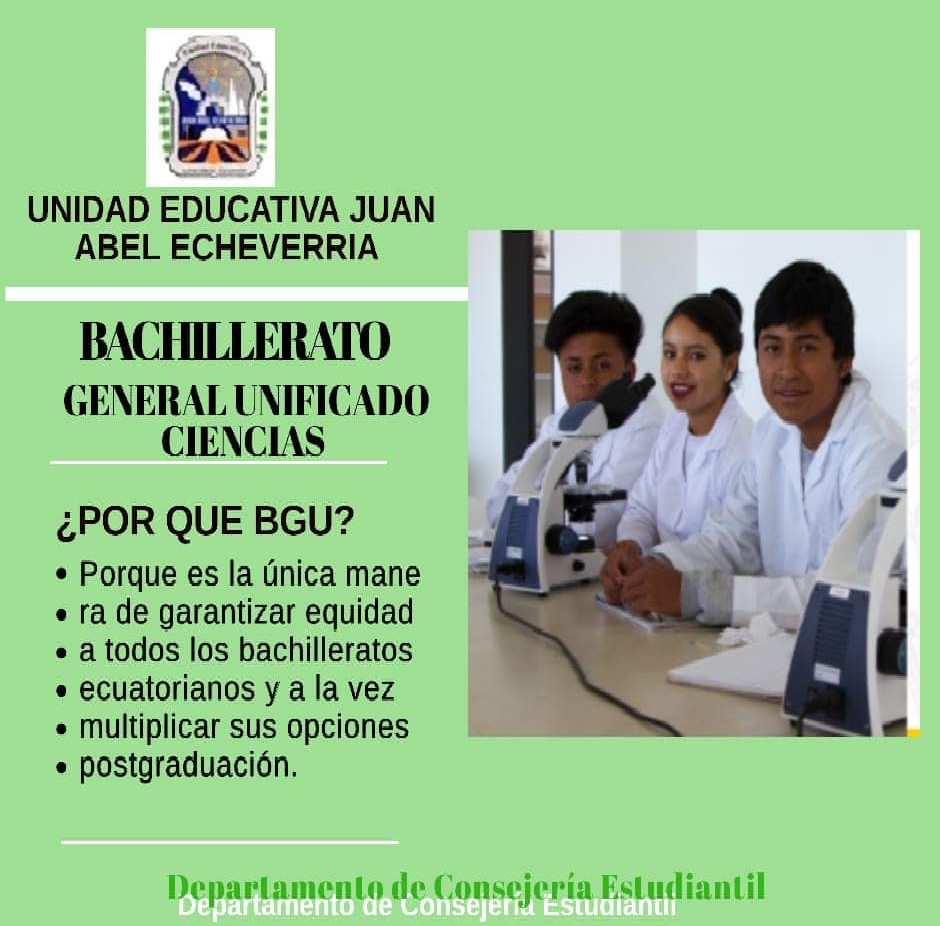 UNIDAD EDUCATIVA JUAN
ABEL ECHEVERRIA
BACHILLERATO
GENERAL UNIFICADO
CIENCIAS
¿POR QUE BGU?
• Porque es la única mane
• ra de garantizar equidad
• a todos los bachilleratos
• ecuatorianos y a la vez
• multiplicar sus opciones
• postgraduación.
Departamento de Consejería Estudiantil
Departamento de Consejería Estudiantil